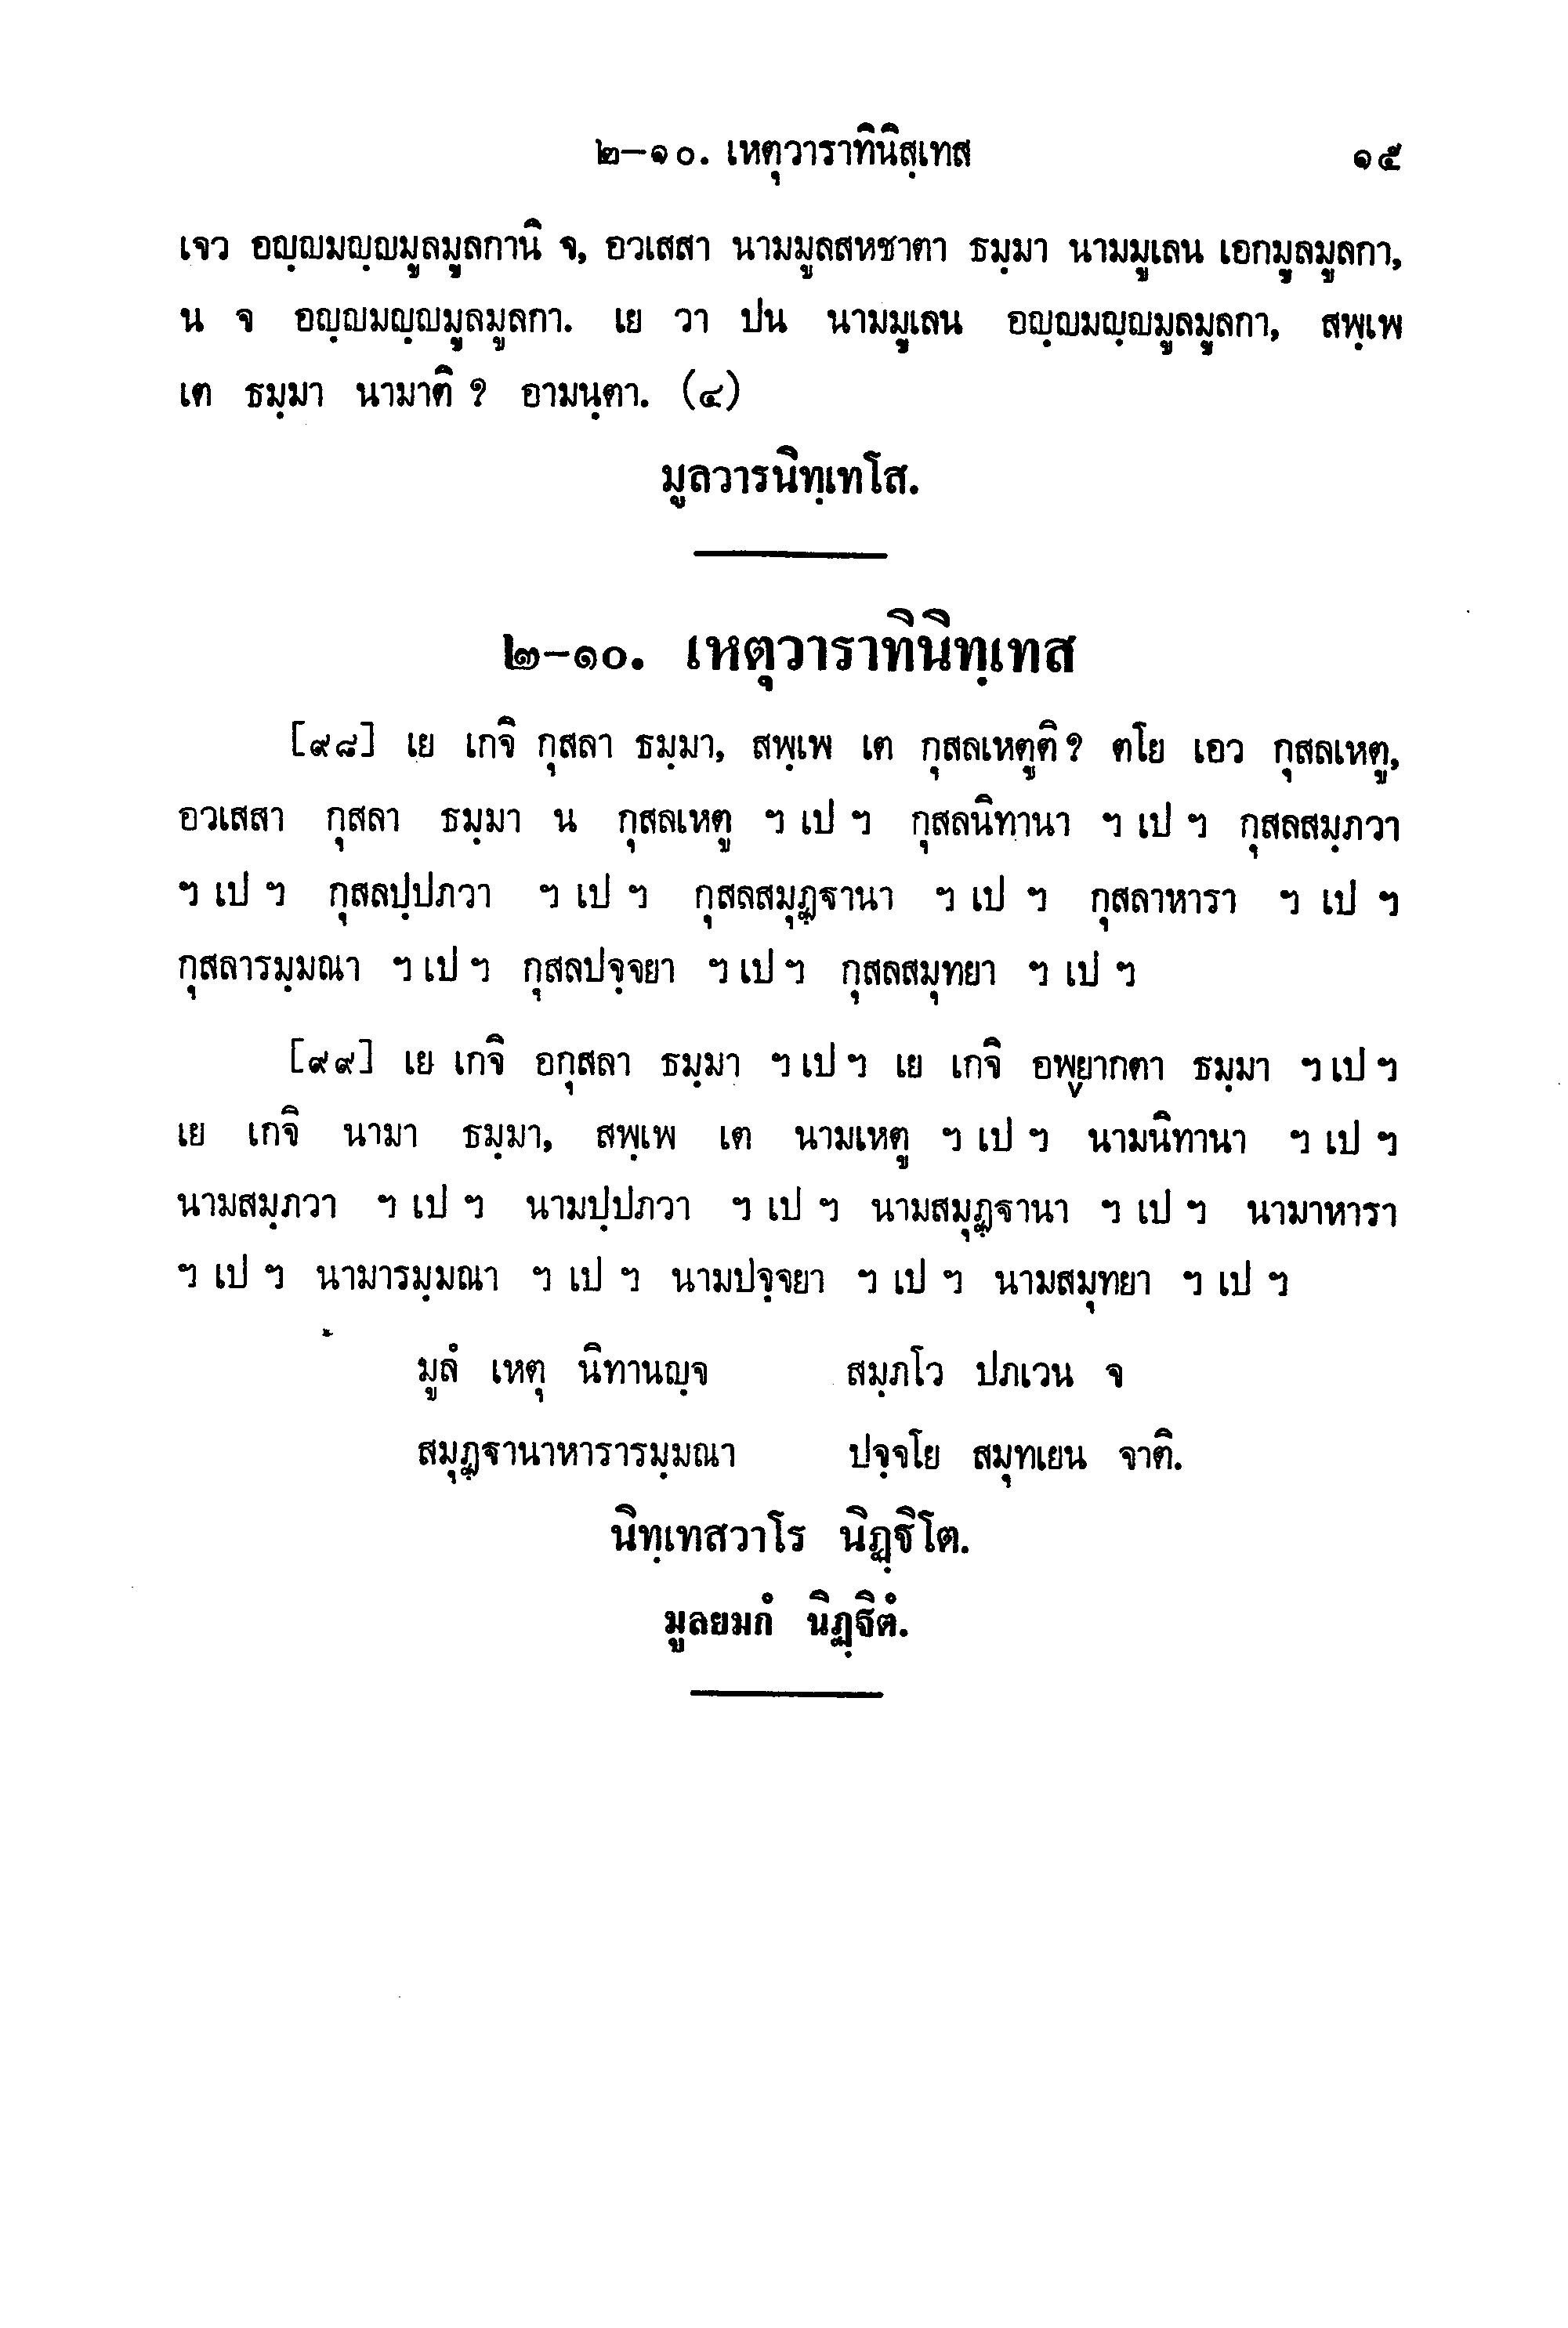 ๒–๑๐. เหตุวาราทินิสฺเทส ๑๕
เจว อญฺญมญฺญมูลมูลกานิ จ, อวเสสา นามมูลสหชาตา ธมฺมา นามมูเลน เอกมูลมูลกา,
น จ อญฺญมญฺญมูลมูลกา. เย วา ปน นามมูเลน อญฺญมญฺญมูลมูลกา, สพฺเพ
เต ธมฺมา นามาติ ? อามนฺตา. (๔)
มูลวารนิทฺเทโส.
๒–๑๐. เหตุวาราทินิทฺเทส
[๙๘] เย เกจิ กุสลา ธมฺมา, สพฺเพ เต กุสลเหตูติ ? ตโย เอว กุสลเหตู,
อวเสสา กุสลา ธมฺมา น กุสลเหตู ฯ เป ฯ กุสลนิทานา ฯ เป ฯ กุสลสมฺภวา
ฯ เป ฯ กุสลปฺปภวา ฯ เป ฯ กุสลสมุฏฺฐานา ฯ เป ฯ กุสลาหารา ฯ เป ฯ
กุสลารมฺมณา ฯ เป ฯ กุสลปจฺจยา ฯ เป ฯ กุสลสมุทยา ฯ เป ฯ
[๙๙] เย เกจิ อกุสลา ธมฺมา ฯ เป ฯ เย เกจิ อพฺยากตา ธมฺมา ฯ เป ฯ
เย เกจิ นามา ธมฺมา, สพฺเพ เต นามเหตู ฯ เป ฯ นามนิทานา ฯ เป ฯ
นามสมฺภวา ฯ เป ฯ นามปฺปภวา ฯ เป ฯ นามสมุฏฺฐานา ฯ เป ฯ นามาหารา
ฯ เป ฯ นามารมฺมณา ฯ เป ฯ นามปจฺจยา ฯ เป ฯ นามสมุทยา ฯ เป ฯ
มูลํ เหตุ นิทานญฺจ สมฺภโว ปภเวน จ
สมุฏฺฐานาหารารมฺมณา ปจฺจโย สมุทเยน จาติ.
นิทฺเทสวาโร นิฏฺฐิโต.
มูลยมกํ นิฏฺฐิตํ.